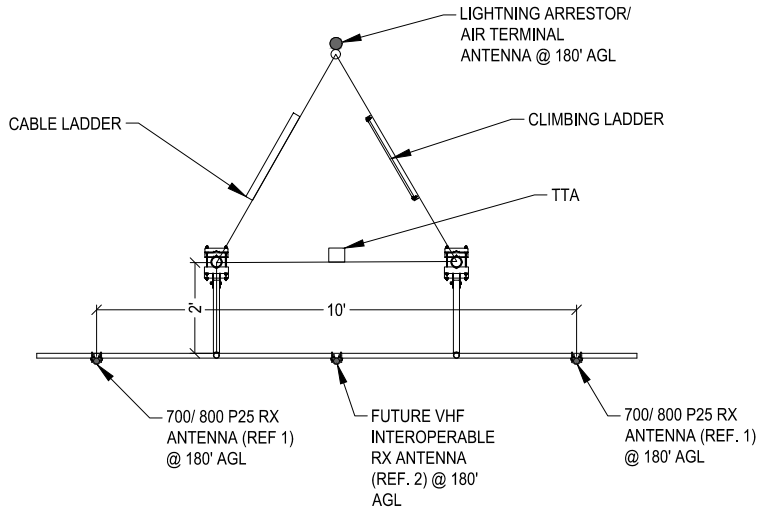 LIGHTNING ARRESTOR/
AIR TERMINAL
ANTENNA @ 180' AGL
CABLE LADDER
CLIMBING LADDER
TTA
2'
10'
700/ 800 P25 RX
ANTENNA (REF 1)
@ 180' AGL
FUTURE VHF
INTEROPERABLE
RX ANTENNA
(REF. 2) @ 180'
AGL
700/ 800 P25 RX
ANTENNA (REF. 1)
@ 180' AGL